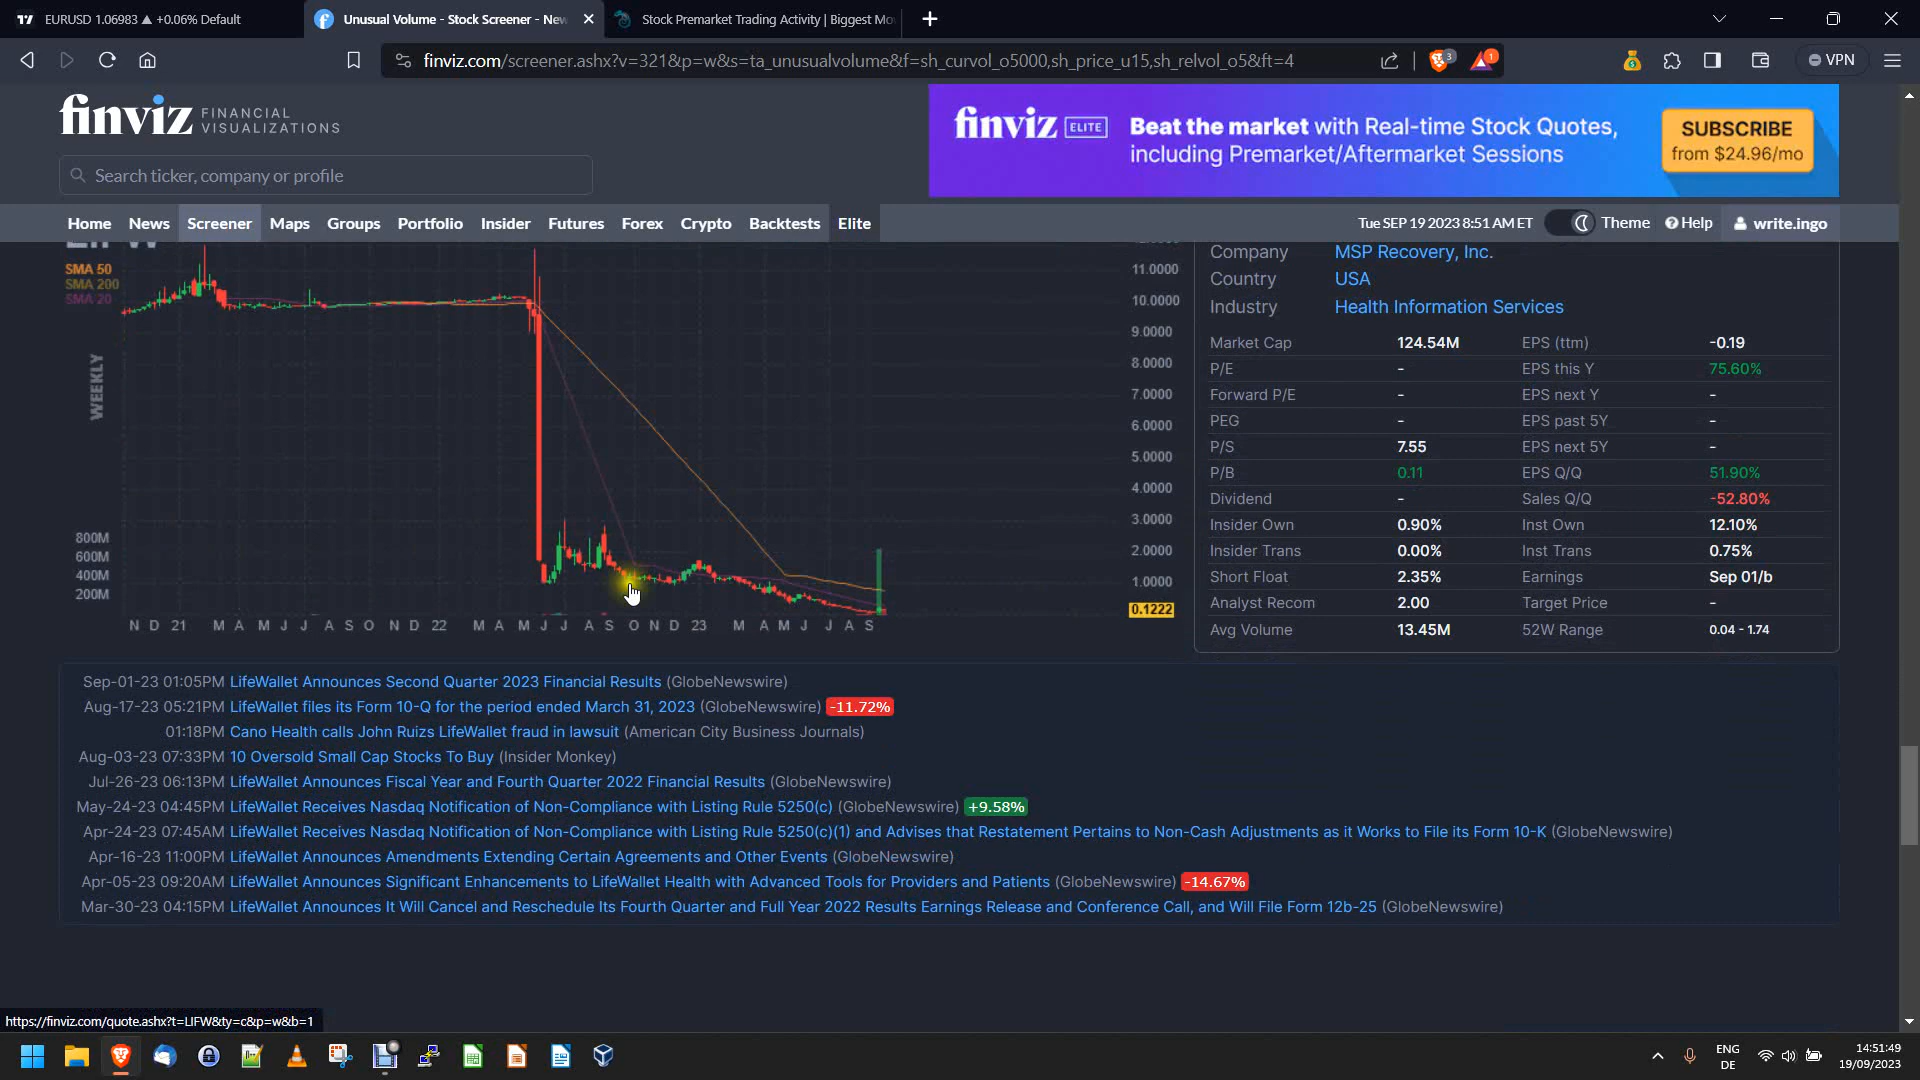 EURUSD 1.06983 ▲ +0.06% Default
Unusual Volume - Stock Screener - New
Stock Premarket Trading Activity | Biggest Mo
finviz.com/screener.ashx?v=321&p=w&s=ta_unusualvolume&f=sh_curvol_o5000,sh_price_u15,sh_relvol_o5&ft=4
3
1
VPN
finviz FINANCIAL
VISUALIZATIONS
finviz ELITE
Beat the market with Real-time Stock Quotes,
including Premarket/Aftermarket Sessions
SUBSCRIBE
from $24.96/mo
Search ticker, company or profile
Home News Screener Maps Groups Portfolio Insider Futures Forex Crypto Backtests Elite
Tue SEP 19 2023 8:51 AM ET Theme Help write.ingo
SMA 50
SMA 200
SMA 20
WEEKLY
11.0000
10.0000
9.0000
8.0000
7.0000
6.0000
5.0000
4.0000
3.0000
2.0000
1.0000
0.1222
800M
600M
400M
200M
N D 21 M A M J J A S O N D 22 M A M J J A S O N D 23 M A M J J A S
Company MSP Recovery, Inc.
Country USA
Industry Health Information Services
Market Cap 124.54M EPS (ttm) -0.19
P/E - EPS this Y 75.60%
Forward P/E - EPS next Y -
PEG - EPS past 5Y -
P/S 7.55 EPS next 5Y -
P/B 0.11 EPS Q/Q 51.90%
Dividend - Sales Q/Q -52.80%
Insider Own 0.90% Inst Own 12.10%
Insider Trans 0.00% Inst Trans 0.75%
Short Float 2.35% Earnings Sep 01/b
Analyst Recom 2.00 Target Price -
Avg Volume 13.45M 52W Range 0.04 - 1.74
Sep-01-23 01:05PM LifeWallet Announces Second Quarter 2023 Financial Results (GlobeNewswire)
Aug-17-23 05:21PM LifeWallet files its Form 10-Q for the period ended March 31, 2023 (GlobeNewswire) -11.72%
01:18PM Cano Health calls John Ruizs LifeWallet fraud in lawsuit (American City Business Journals)
Aug-03-23 07:33PM 10 Oversold Small Cap Stocks To Buy (Insider Monkey)
Jul-26-23 06:13PM LifeWallet Announces Fiscal Year and Fourth Quarter 2022 Financial Results (GlobeNewswire)
May-24-23 04:45PM LifeWallet Receives Nasdaq Notification of Non-Compliance with Listing Rule 5250(c) (GlobeNewswire) +9.58%
Apr-24-23 07:45AM LifeWallet Receives Nasdaq Notification of Non-Compliance with Listing Rule 5250(c)(1) and Advises that Restatement Pertains to Non-Cash Adjustments as it Works to File its Form 10-K (GlobeNewswire)
Apr-16-23 11:00PM LifeWallet Announces Amendments Extending Certain Agreements and Other Events (GlobeNewswire)
Apr-05-23 09:20AM LifeWallet Announces Significant Enhancements to LifeWallet Health with Advanced Tools for Providers and Patients (GlobeNewswire) -14.67%
Mar-30-23 04:15PM LifeWallet Announces It Will Cancel and Reschedule Its Fourth Quarter and Full Year 2022 Results Earnings Release and Conference Call, and Will File Form 12b-25 (GlobeNewswire)
https://finviz.com/quote.ashx?t=LIFW&ty=c&p=w&b=1
ENG
DE
14:51:49
19/09/2023